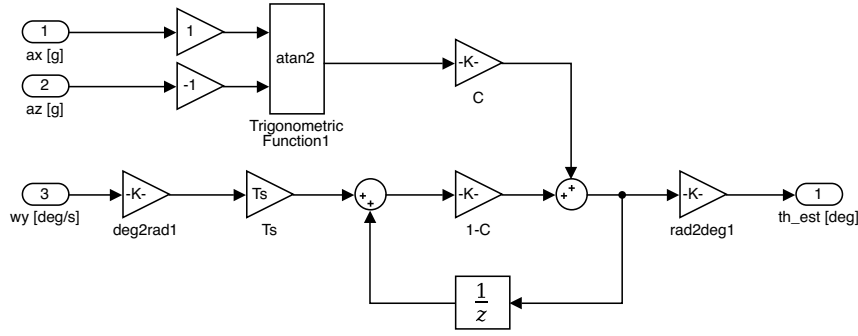 1
ax [g]
1
2
az [g]
-1
atan2
Trigonometric
Function1
-K-
C
3
wy [deg/s]
-K-
deg2rad1
Ts
Ts
+
+
-K-
1-C
+
+
-K-
rad2deg1
1
th_est [deg]
1
z